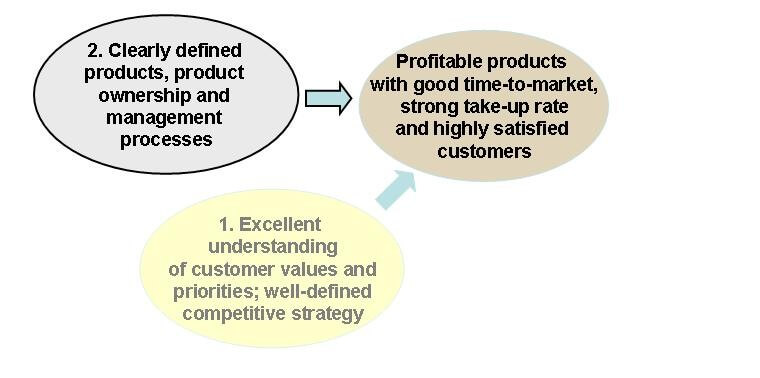 2. Clearly defined
products, product
ownership and
management
processes
Profitable products
with good time-to-market,
strong take-up rate
and highly satisfied
customers
1. Excellent
understanding
of customer values and
priorities; well-defined
competitive strategy